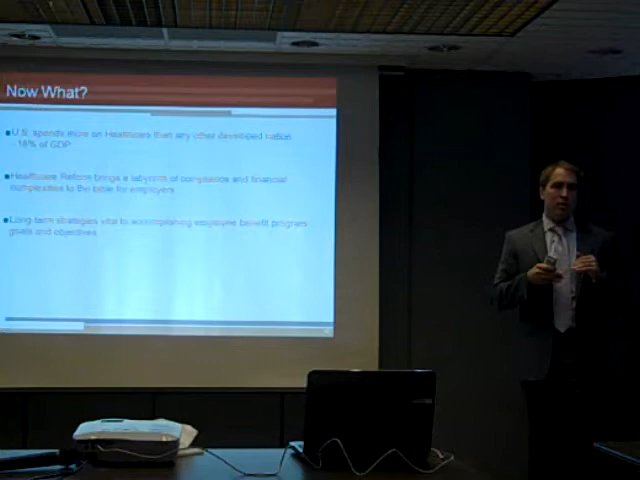 Now What?
U.S. spends more on Healthcare than any other developed nation
- 18% of GDP
Healthcare Reform brings a labyrinth of compliance and financial
complexities to the table for employers
Long term strategies vital to accomplishing employee benefit program
goals and objectives